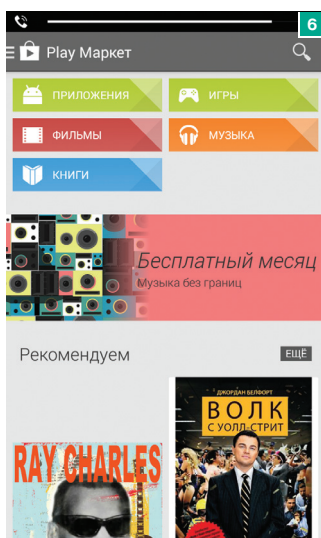 6
Play Маркет
ПРИЛОЖЕНИЯ
ИГРЫ
ФИЛЬМЫ
МУЗЫКА
КНИГИ
Бесплатный месяц
Музыка без границ
Рекомендуем
ЕЩЁ
ДЖОРДАН БЕЛФОРТ
ВОЛК
С УОЛЛ-СТРИТ
RAY CHARLES